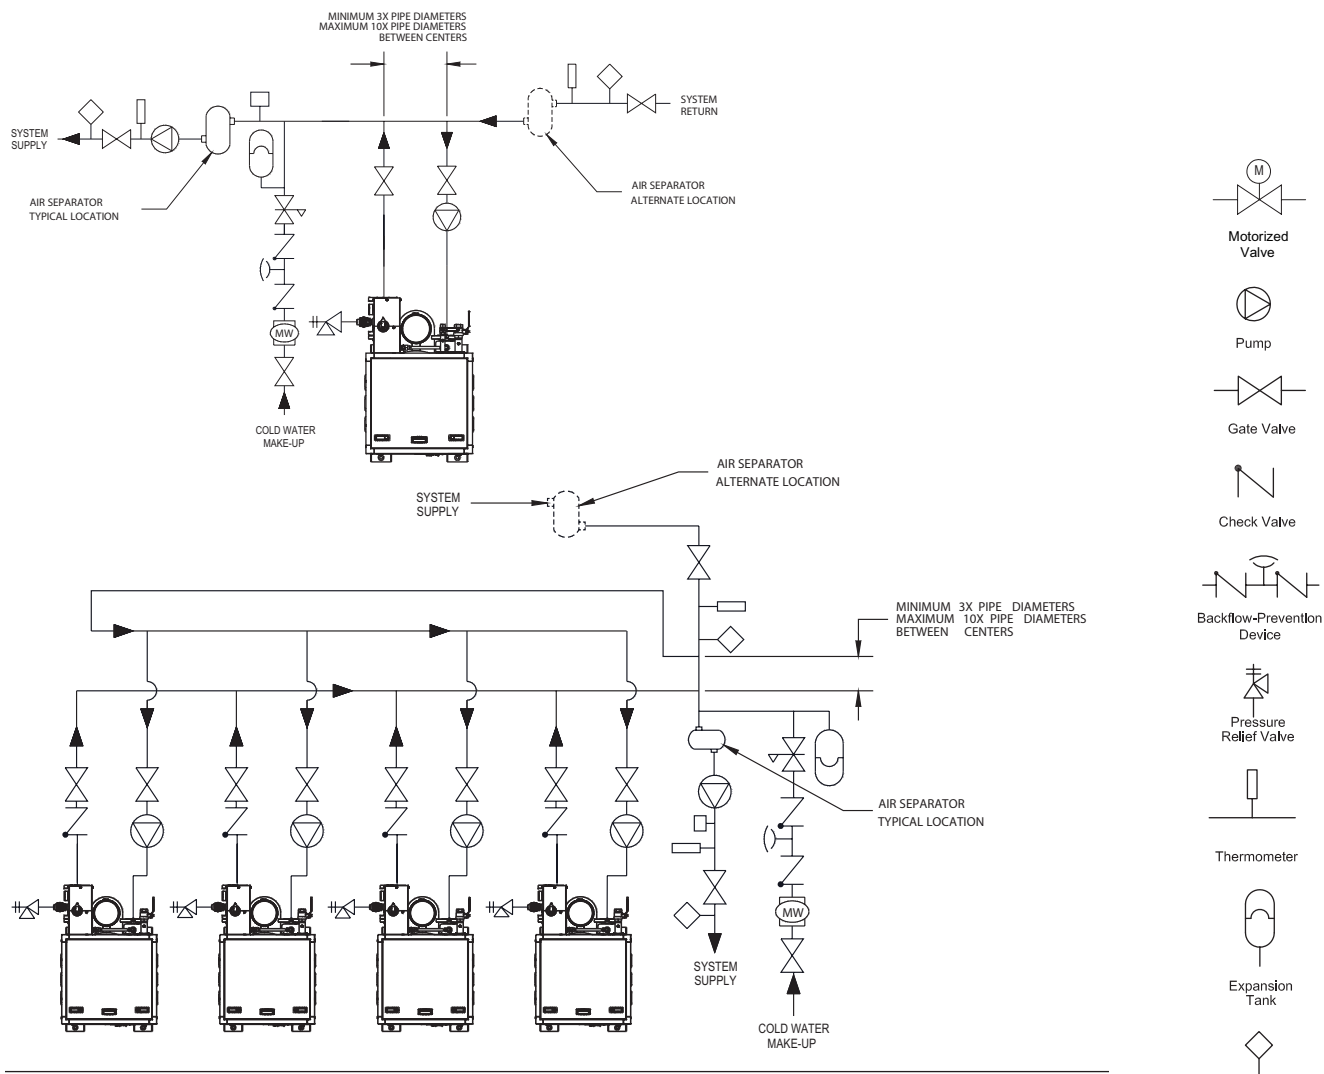 MINIMUM 3X PIPE DIAMETERS
MAXIMUM 10X PIPE DIAMETERS
BETWEEN CENTERS
SYSTEM
RETURN
SYSTEM
SUPPLY
AIR SEPARATOR
TYPICAL LOCATION
AIR SEPARATOR
ALTERNATE LOCATION
MW
COLD WATER
MAKE-UP
AIR SEPARATOR
ALTERNATE LOCATION
SYSTEM
SUPPLY
MINIMUM 3X PIPE DIAMETERS
MAXIMUM 10X PIPE DIAMETERS
BETWEEN CENTERS
AIR SEPARATOR
TYPICAL LOCATION
MW
SYSTEM
SUPPLY
COLD WATER
MAKE-UP
M
Motorized
Valve
Pump
Gate Valve
Check Valve
Backflow-Prevention
Device
Pressure
Relief Valve
Thermometer
Expansion
Tank